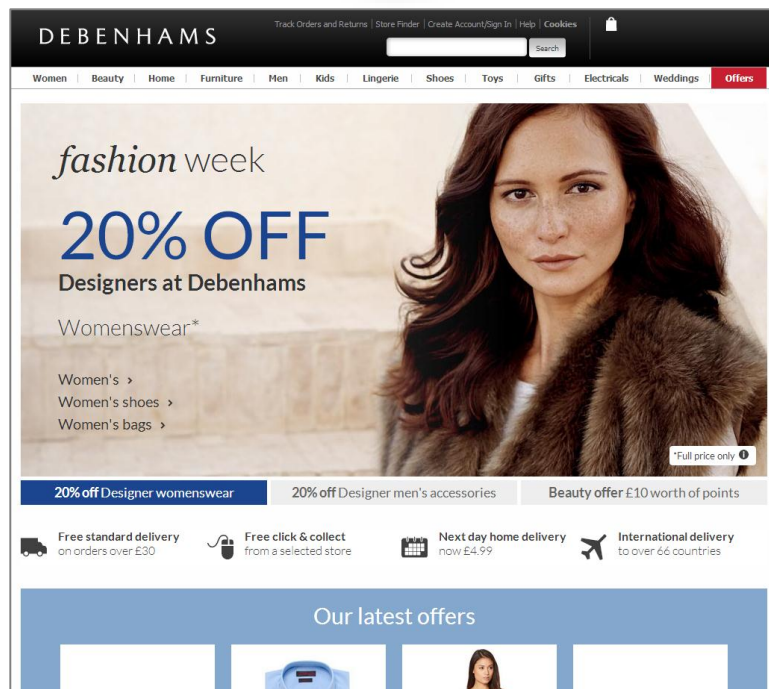 DEBENHAMS
Track Orders and Returns | Store Finder | Create Account/Sign In | Help | Cookies
Search
Women | Beauty | Home | Furniture | Men | Kids | Lingerie | Shoes | Toys | Gifts | Electricals | Weddings | Offers
fashion week
20% OFF
Designers at Debenhams
Womenswear*
Women's ›
Women's shoes ›
Women's bags ›
*Full price only
20% off Designer womenswear
20% off Designer men's accessories
Beauty offer £10 worth of points
Free standard delivery
on orders over £30
Free click & collect
from a selected store
Next day home delivery
now £4.99
International delivery
to over 66 countries
Our latest offers